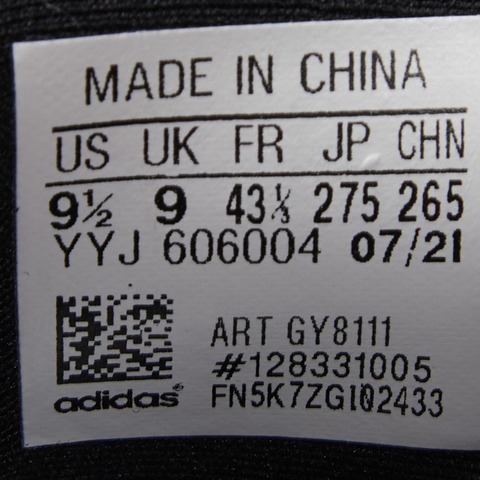 MADE IN CHINA
US UK FR JP CHN
9½ 9 43⅓ 275 265
YYJ 606004 07/21
ART GY8111
#128331005
adidas® FN5K7ZGI02433